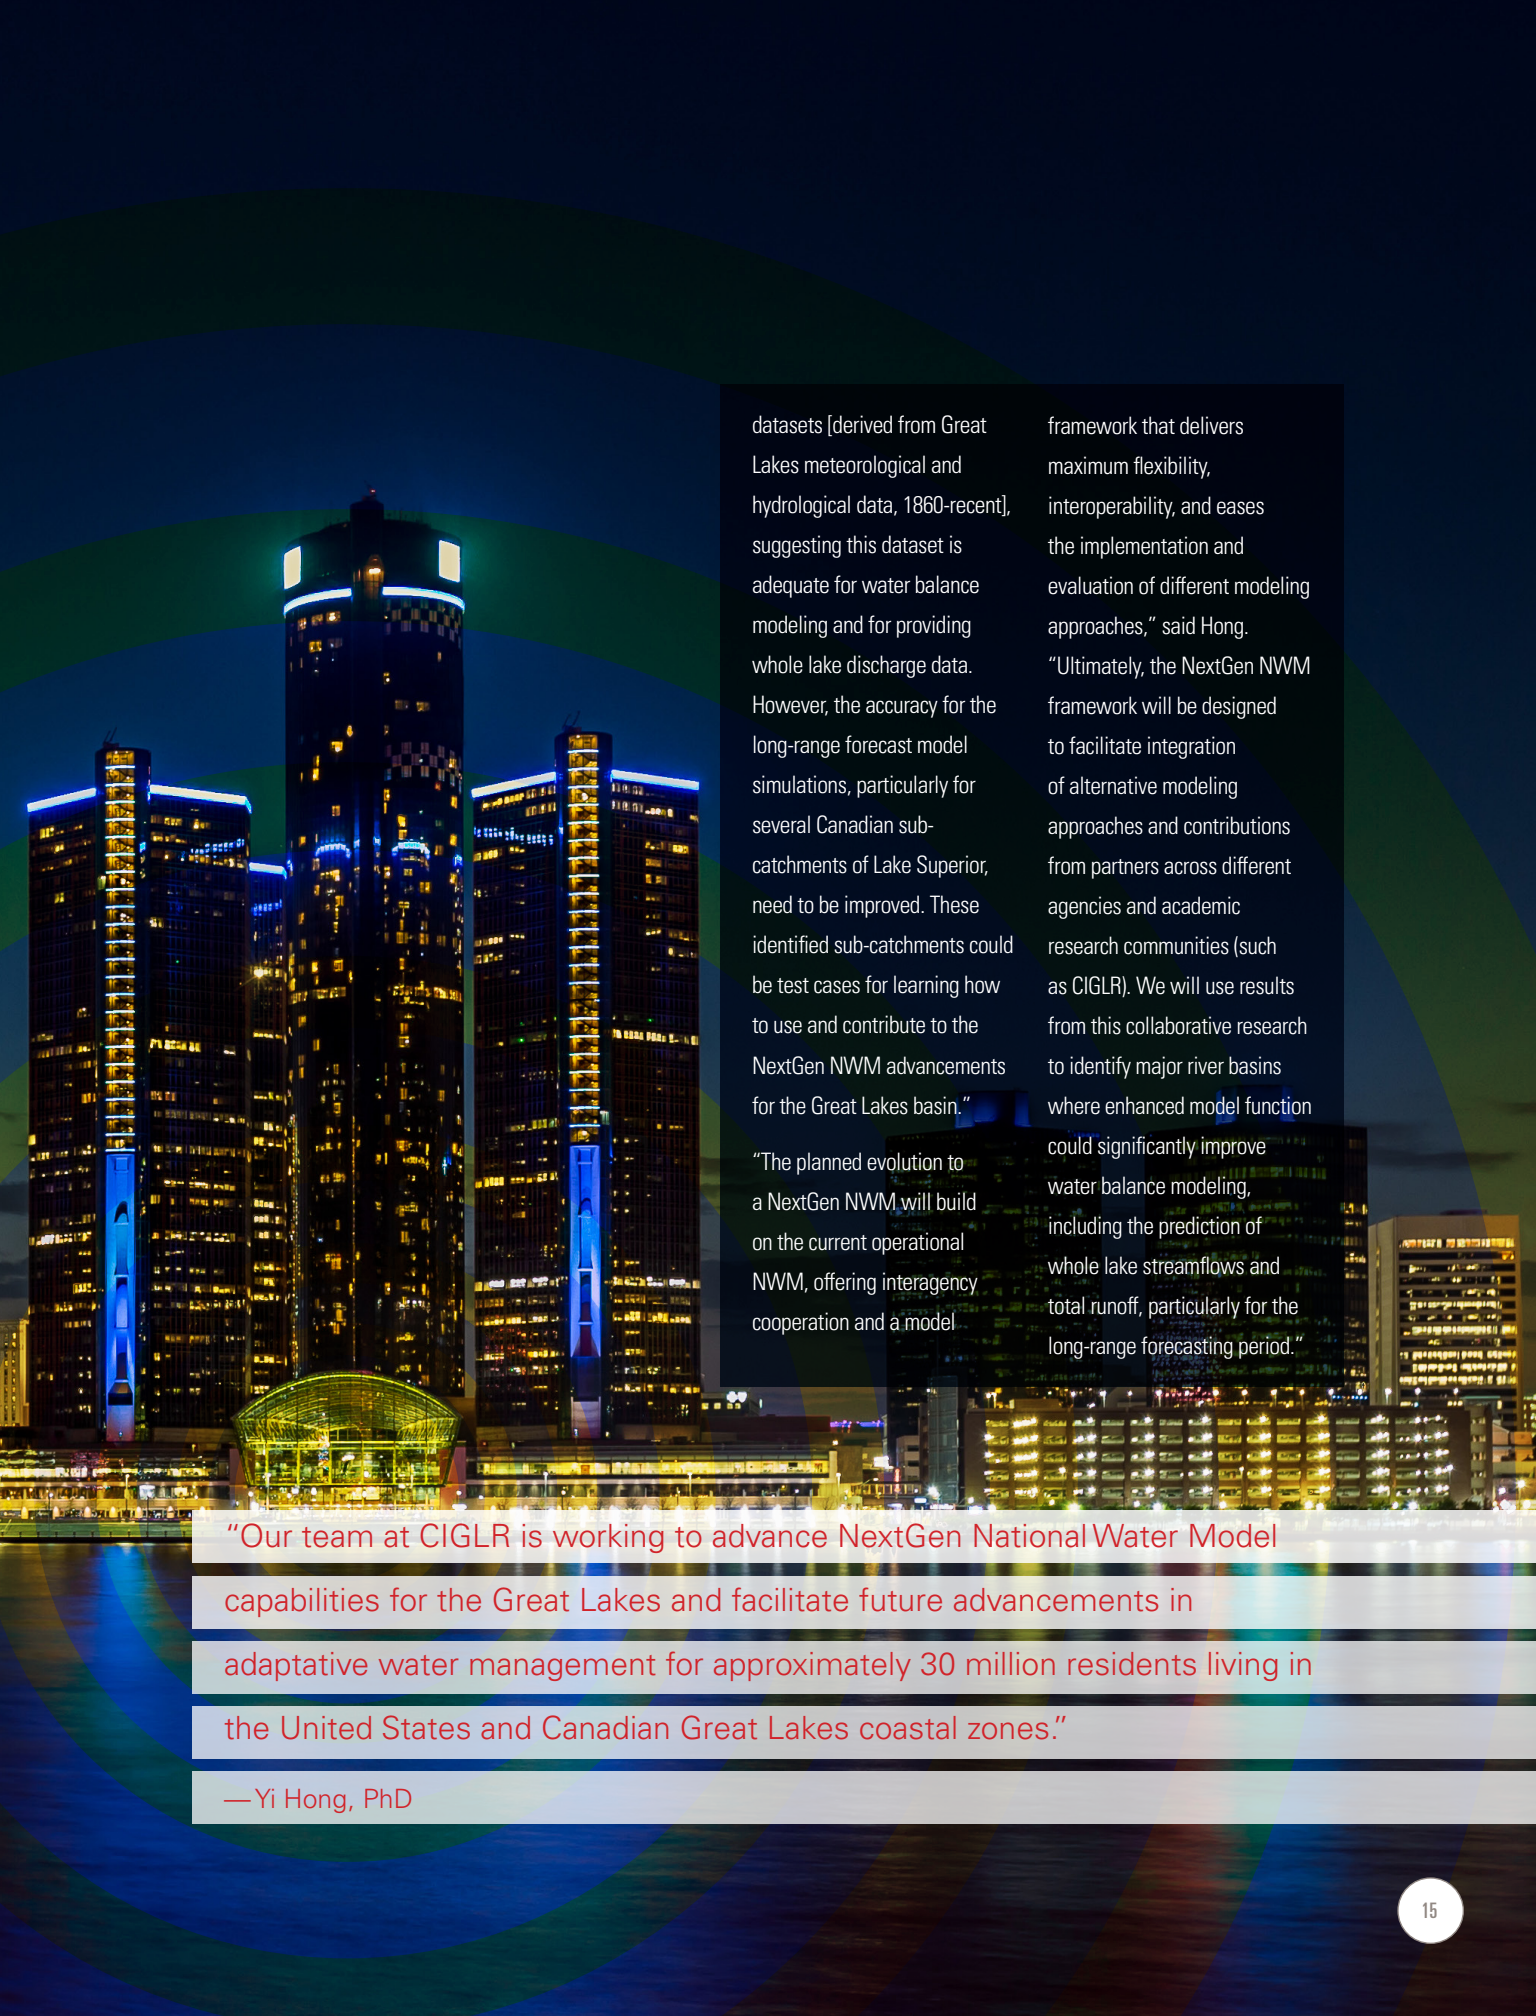 datasets [derived from Great
Lakes meteorological and
hydrological data, 1860-recent],
suggesting this dataset is
adequate for water balance
modeling and for providing
whole lake discharge data.
However, the accuracy for the
long-range forecast model
simulations, particularly for
several Canadian sub-
catchments of Lake Superior,
need to be improved. These
identified sub-catchments could
be test cases for learning how
to use and contribute to the
NextGen NWM advancements
for the Great Lakes basin.”
“The planned evolution to
a NextGen NWM will build
on the current operational
NWM, offering interagency
cooperation and a model
framework that delivers
maximum flexibility,
interoperability, and eases
the implementation and
evaluation of different modeling
approaches,” said Hong.
“Ultimately, the NextGen NWM
framework will be designed
to facilitate integration
of alternative modeling
approaches and contributions
from partners across different
agencies and academic
research communities (such
as CIGLR). We will use results
from this collaborative research
to identify major river basins
where enhanced model function
could significantly improve
water balance modeling,
including the prediction of
whole lake streamflows and
total runoff, particularly for the
long-range forecasting period.“
“Our team at CIGLR is working to advance NextGen National Water Model
capabilities for the Great Lakes and facilitate future advancements in
adaptative water management for approximately 30 million residents living in
the United States and Canadian Great Lakes coastal zones.”
— Yi Hong, PhD
15